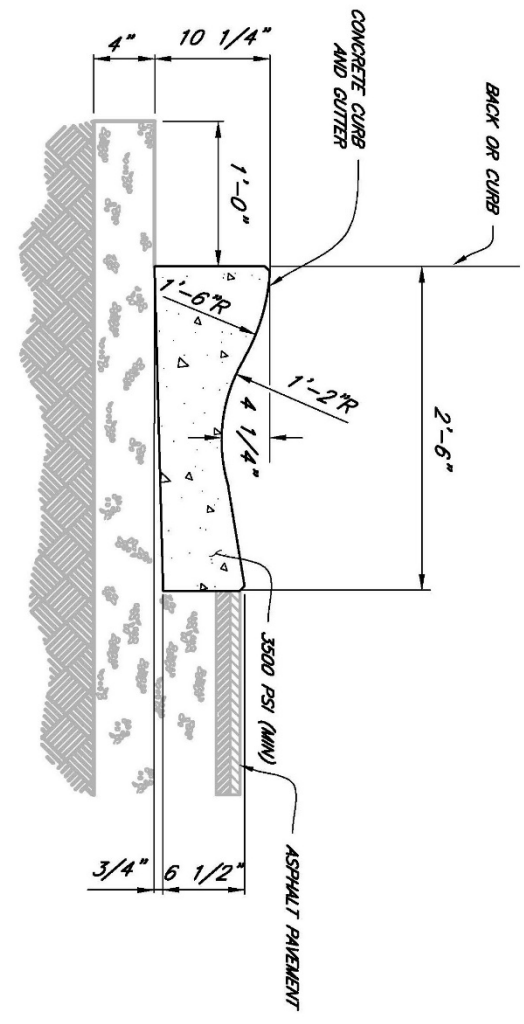 BACK OR CURB
CONCRETE CURB
AND GUTTER
10 1/4"
4"
1'-0"
2'-6"
1'-6"R
1'-2"R
4 1/4"
3500 PSI (MIN)
ASPHALT PAVEMENT
3/4"
6 1/2"